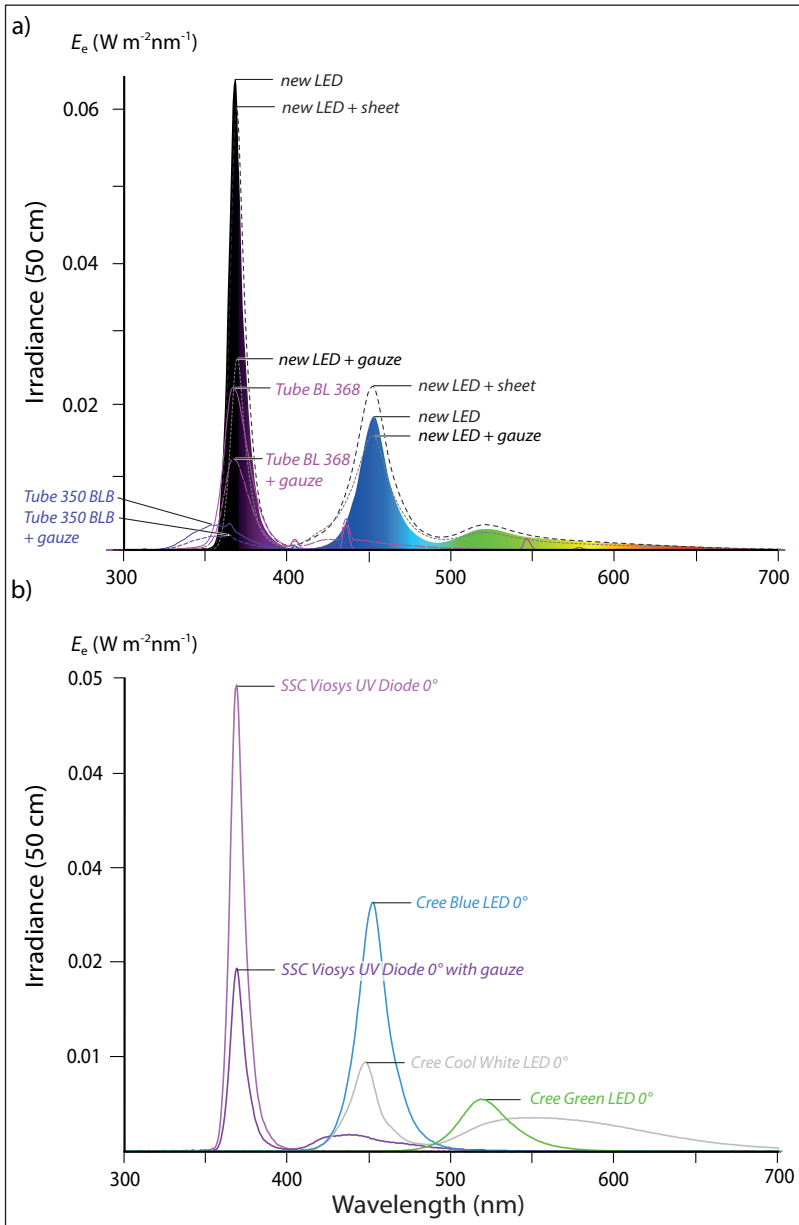 a)
Eₑ (W m⁻²nm⁻¹)
Irradiance (50 cm)
0.06
0.04
0.02
new LED
new LED + sheet
new LED + gauze
Tube BL 368
new LED + sheet
new LED
new LED + gauze
Tube BL 368
+ gauze
Tube 350 BLB
Tube 350 BLB
+ gauze
300
400
500
600
700
b)
Eₑ (W m⁻²nm⁻¹)
Irradiance (50 cm)
0.05
0.04
0.04
0.02
0.01
SSC Viosys UV Diode 0°
Cree Blue LED 0°
SSC Viosys UV Diode 0° with gauze
Cree Cool White LED 0°
Cree Green LED 0°
300
400
500
600
700
Wavelength (nm)